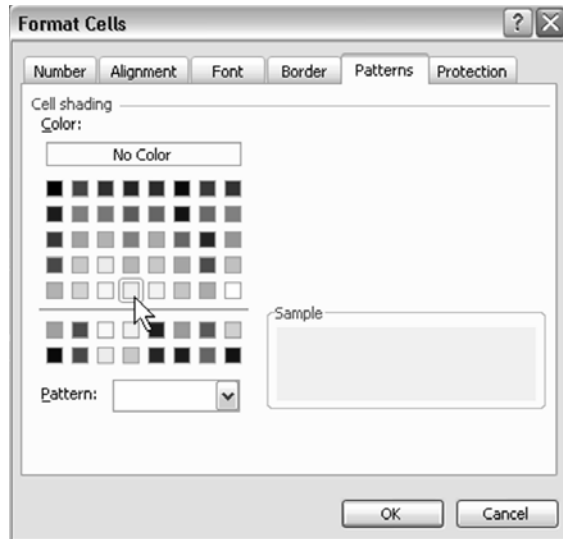 Format Cells
?
Number Alignment Font Border Patterns Protection
Cell shading
Color:
No Color
Sample
Pattern:
OK Cancel